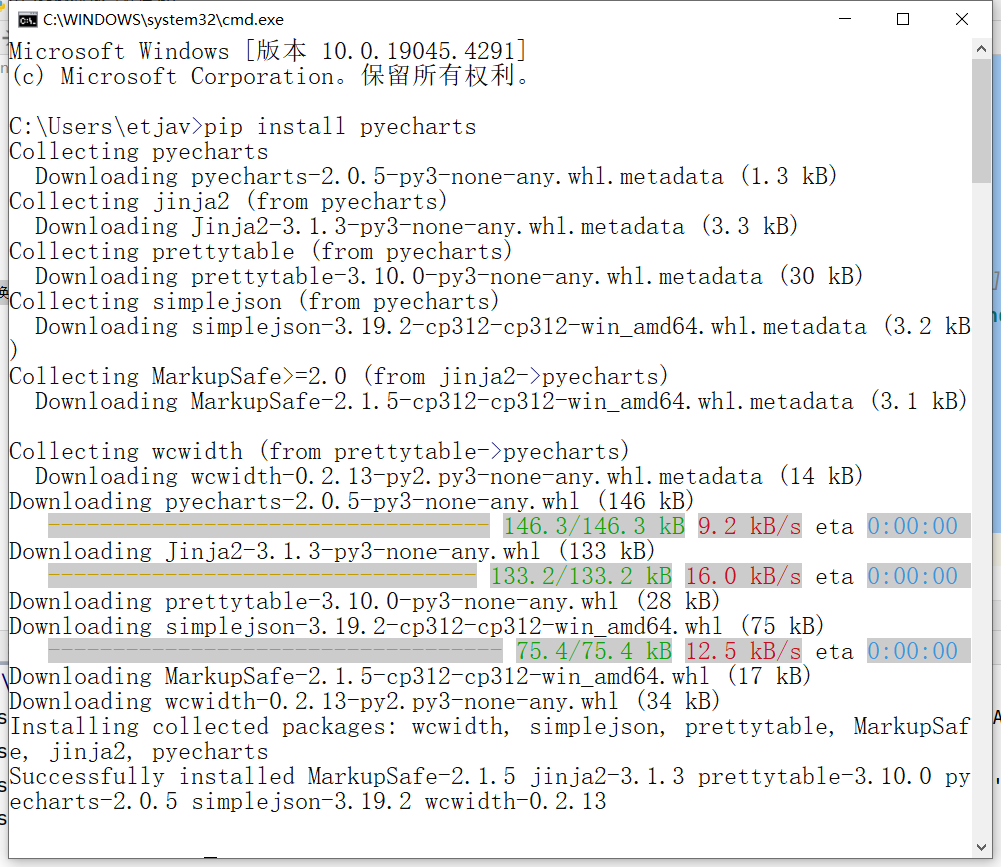 C:\WINDOWS\system32\cmd.exe
Microsoft Windows [版本 10.0.19045.4291]
(c) Microsoft Corporation。保留所有权利。
C:\Users\etjav>pip install pyecharts
Collecting pyecharts
  Downloading pyecharts-2.0.5-py3-none-any.whl.metadata (1.3 kB)
Collecting jinja2 (from pyecharts)
  Downloading Jinja2-3.1.3-py3-none-any.whl.metadata (3.3 kB)
Collecting prettytable (from pyecharts)
  Downloading prettytable-3.10.0-py3-none-any.whl.metadata (30 kB)
Collecting simplejson (from pyecharts)
  Downloading simplejson-3.19.2-cp312-cp312-win_amd64.whl.metadata (3.2 kB
)
Collecting MarkupSafe>=2.0 (from jinja2->pyecharts)
  Downloading MarkupSafe-2.1.5-cp312-cp312-win_amd64.whl.metadata (3.1 kB)
Collecting wcwidth (from prettytable->pyecharts)
  Downloading wcwidth-0.2.13-py2.py3-none-any.whl.metadata (14 kB)
Downloading pyecharts-2.0.5-py3-none-any.whl (146 kB)
   ---------------------------------- 146.3/146.3 kB 9.2 kB/s eta 0:00:00
Downloading Jinja2-3.1.3-py3-none-any.whl (133 kB)
   --------------------------------- 133.2/133.2 kB 16.0 kB/s eta 0:00:00
Downloading prettytable-3.10.0-py3-none-any.whl (28 kB)
Downloading simplejson-3.19.2-cp312-cp312-win_amd64.whl (75 kB)
   ----------------------------------- 75.4/75.4 kB 12.5 kB/s eta 0:00:00
Downloading MarkupSafe-2.1.5-cp312-cp312-win_amd64.whl (17 kB)
Downloading wcwidth-0.2.13-py2.py3-none-any.whl (34 kB)
Installing collected packages: wcwidth, simplejson, prettytable, MarkupSaf
e, jinja2, pyecharts
Successfully installed MarkupSafe-2.1.5 jinja2-3.1.3 prettytable-3.10.0 py
echarts-2.0.5 simplejson-3.19.2 wcwidth-0.2.13